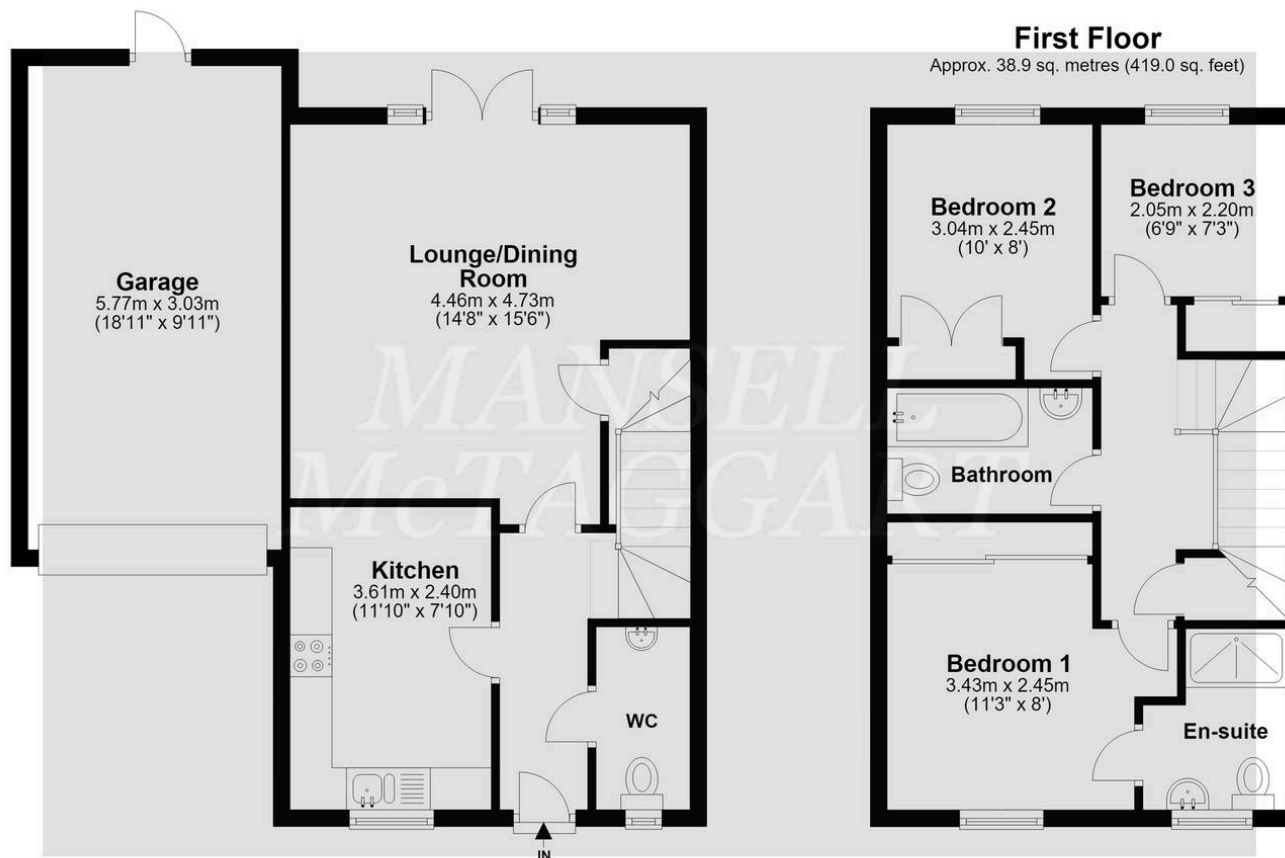 First Floor
Approx. 38.9 sq. metres (419.0 sq. feet)
Garage
5.77m x 3.03m
(18'11" x 9'11")
Lounge/Dining
Room
4.46m x 4.73m
(14'8" x 15'6")
Bedroom 2
3.04m x 2.45m
(10' x 8')
Bedroom 3
2.05m x 2.20m
(6'9" x 7'3")
MANSELL
McTAGGART
Bathroom
Kitchen
3.61m x 2.40m
(11'10" x 7'10")
WC
Bedroom 1
3.43m x 2.45m
(11'3" x 8')
En-suite
IN